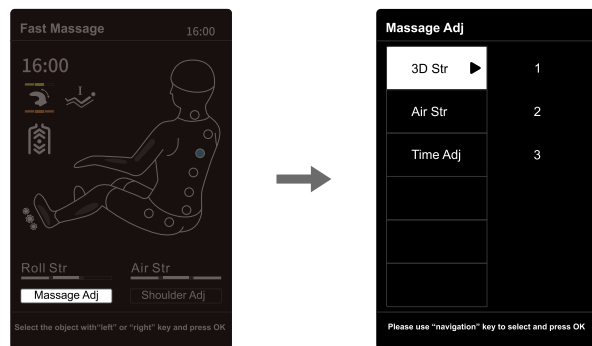 Fast Massage
16:00
16:00
I
Roll Str
Air Str
Massage Adj
Shoulder Adj
Select the object with“left” or “right” key and press OK
Massage Adj
3D Str
1
Air Str
2
Time Adj
3
Please use “navigation” key to select and press OK